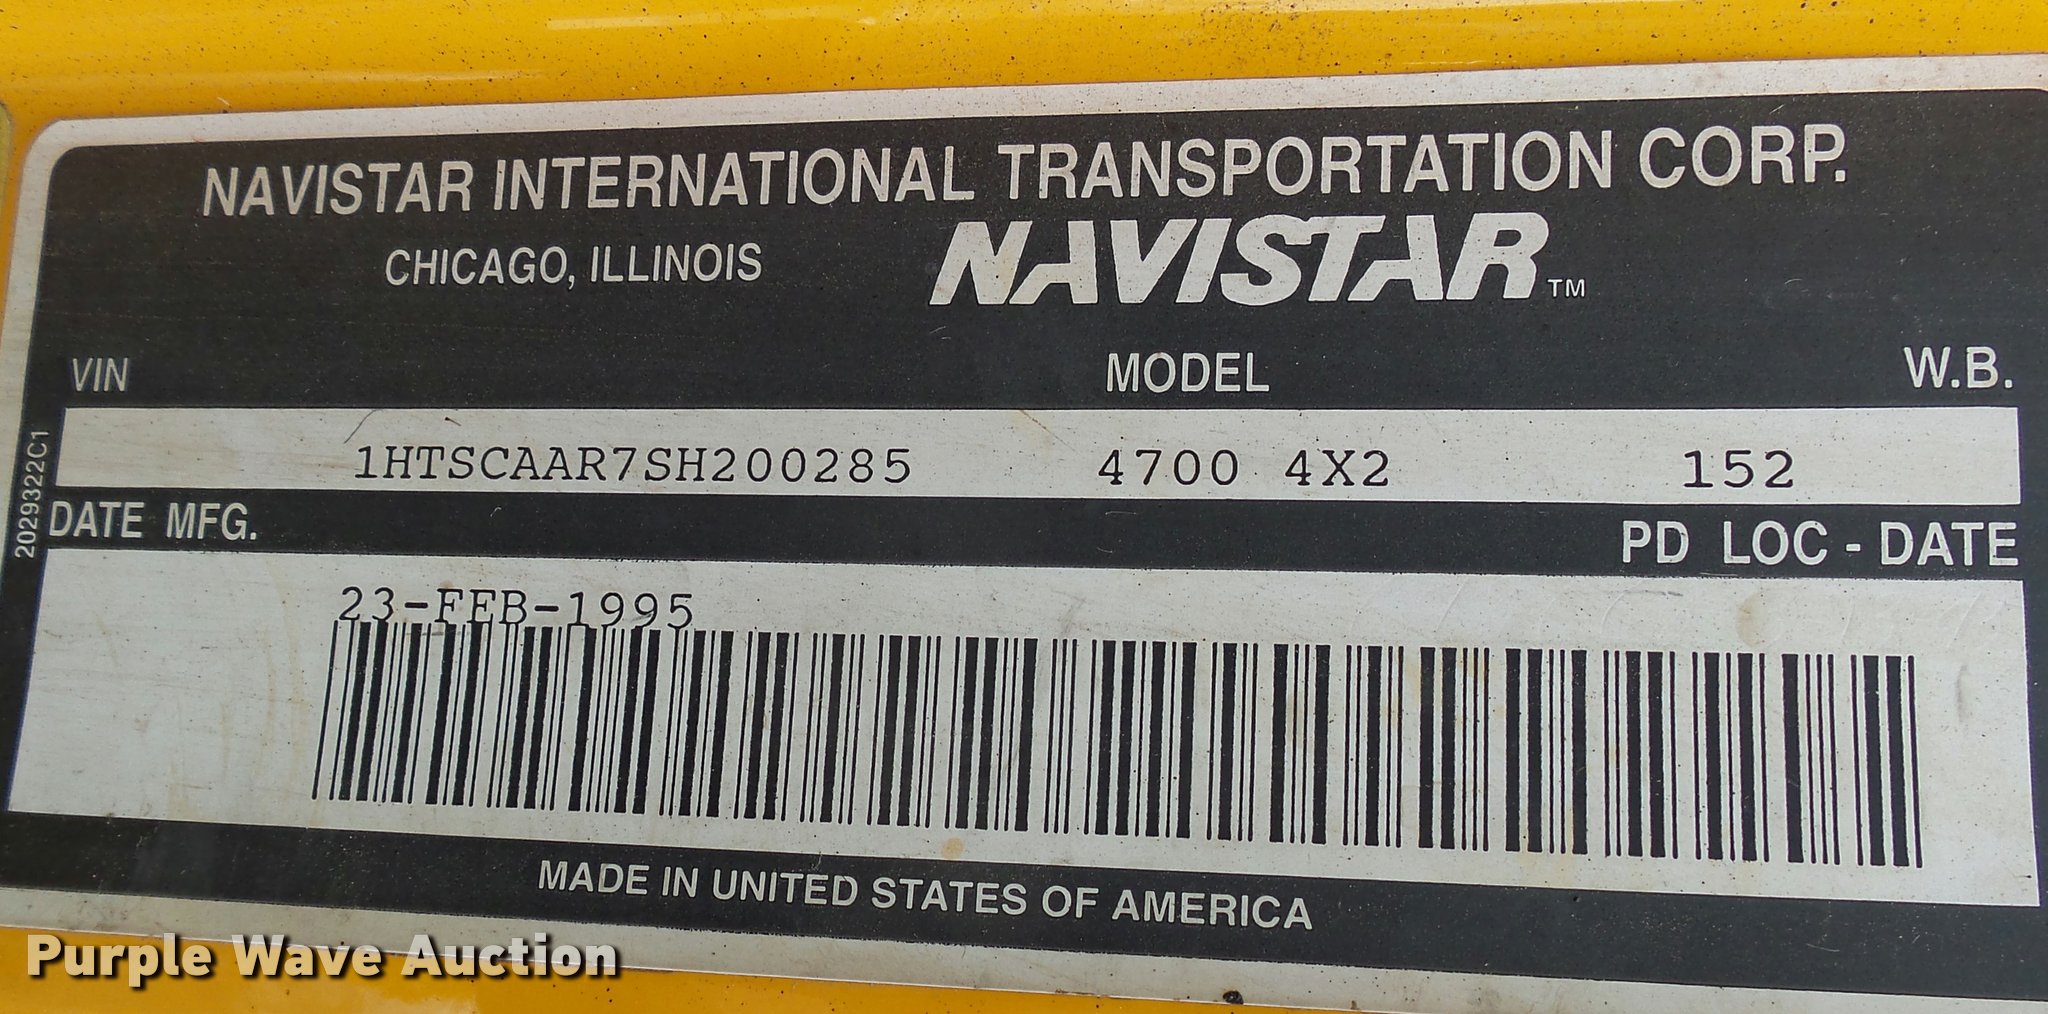 NAVISTAR INTERNATIONAL TRANSPORTATION CORP.
CHICAGO, ILLINOIS
NAVISTAR™
VIN MODEL W.B.
1HTSCAAR7SH200285 4700 4X2 152
2029322C1
DATE MFG. PD LOC - DATE
23-FEB-1995
MADE IN UNITED STATES OF AMERICA
Purple Wave Auction